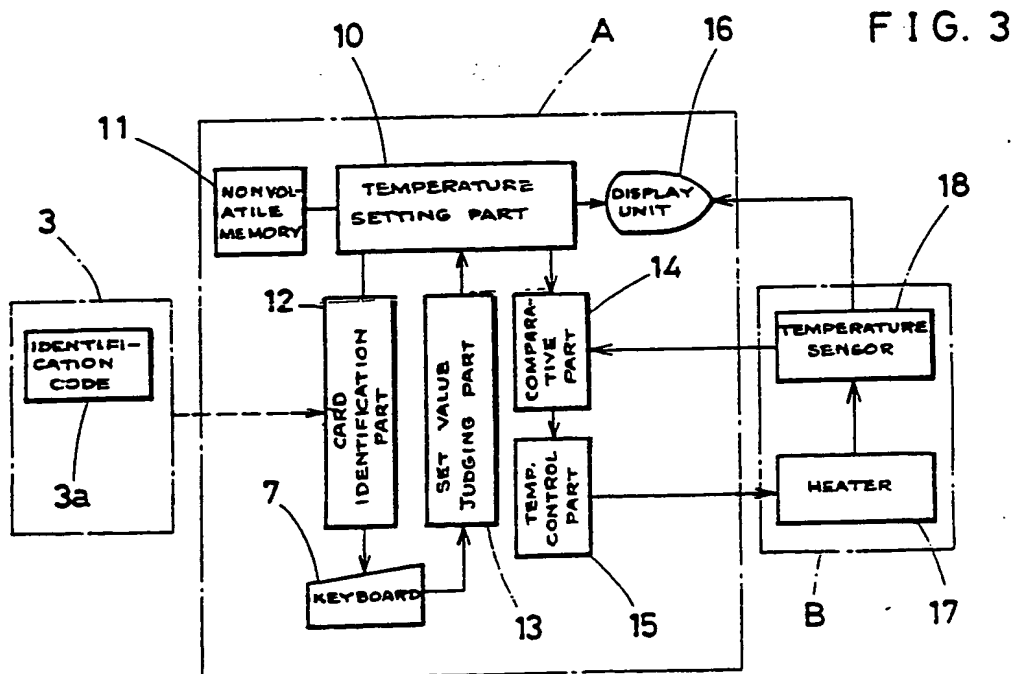 FIG. 3
A
16
10
11
NONVOL-
ATILE
MEMORY
TEMPERATURE
SETTING PART
DISPLAY
UNIT
18
3
12
14
IDENTIFI-
CATION
CODE
3a
CARD
IDENTIFICATION
PART
SET VALUB
JUDGING PART
COMPARA-
TIVE
PART
TEMPERATURE
SENSOR
7
KEYBOARD
TEMP.
CONTROL
PART
HEATER
13
15
B
17